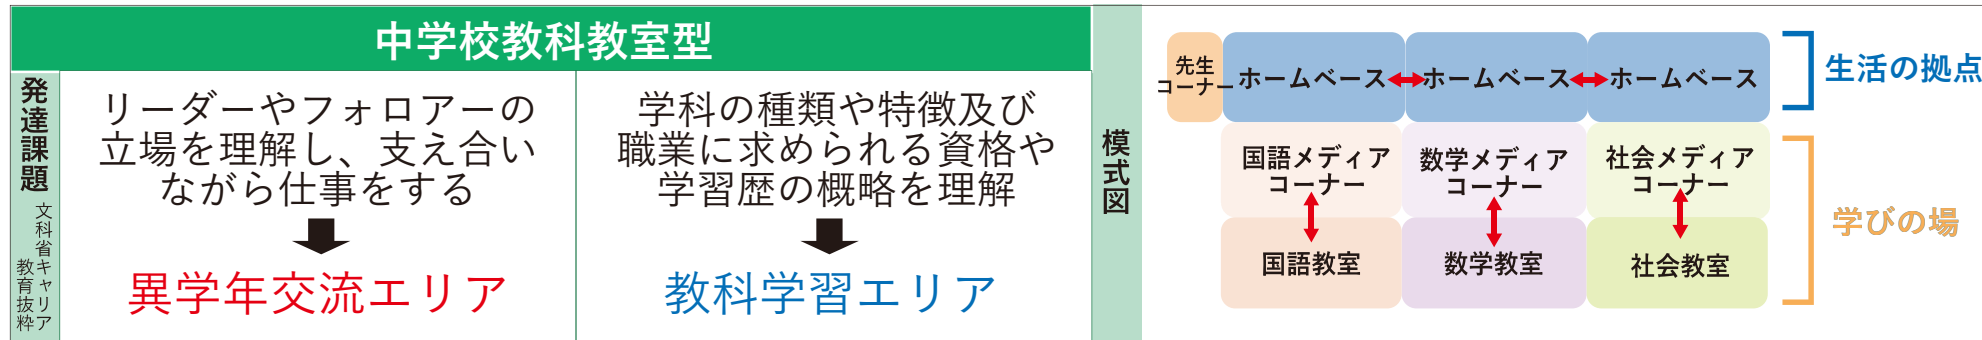 中学校教科教室型
発達課題
文科省キャリア
教育抜粋
リーダーやフォロアーの
立場を理解し、支え合い
ながら仕事をする
異学年交流エリア
学科の種類や特徴及び
職業に求められる資格や
学習歴の概略を理解
教科学習エリア
模式図
先生
コーナー
ホームベース
ホームベース
ホームベース
生活の拠点
国語メディア
コーナー
数学メディア
コーナー
社会メディア
コーナー
国語教室
数学教室
社会教室
学びの場